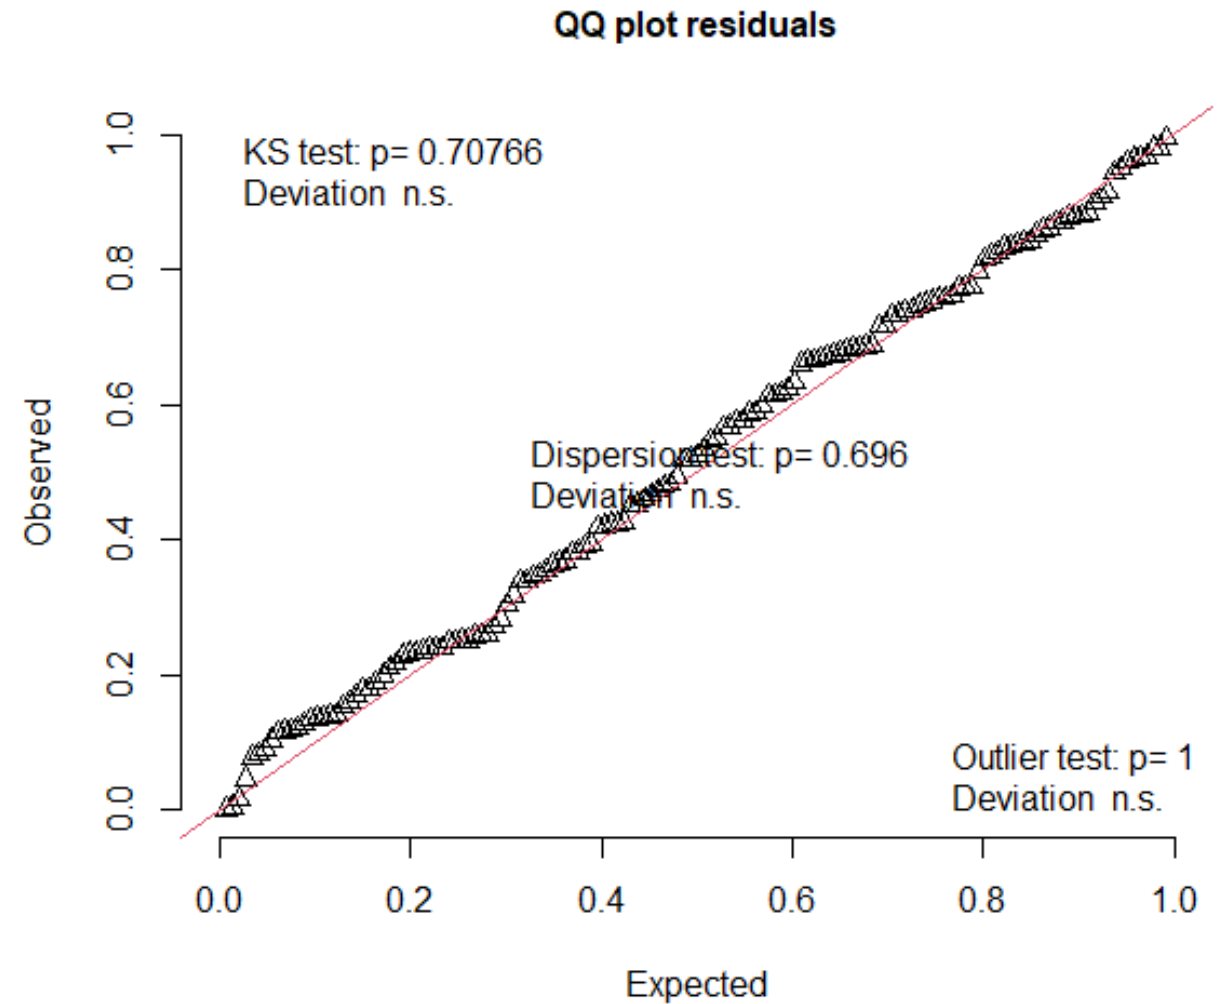 QQ plot residuals
KS test: p= 0.70766
Deviation n.s.
Dispersion test: p= 0.696
Deviation n.s.
Outlier test: p= 1
Deviation n.s.
Observed
1.0
0.8
0.6
0.4
0.2
0.0
0.0 0.2 0.4 0.6 0.8 1.0
Expected